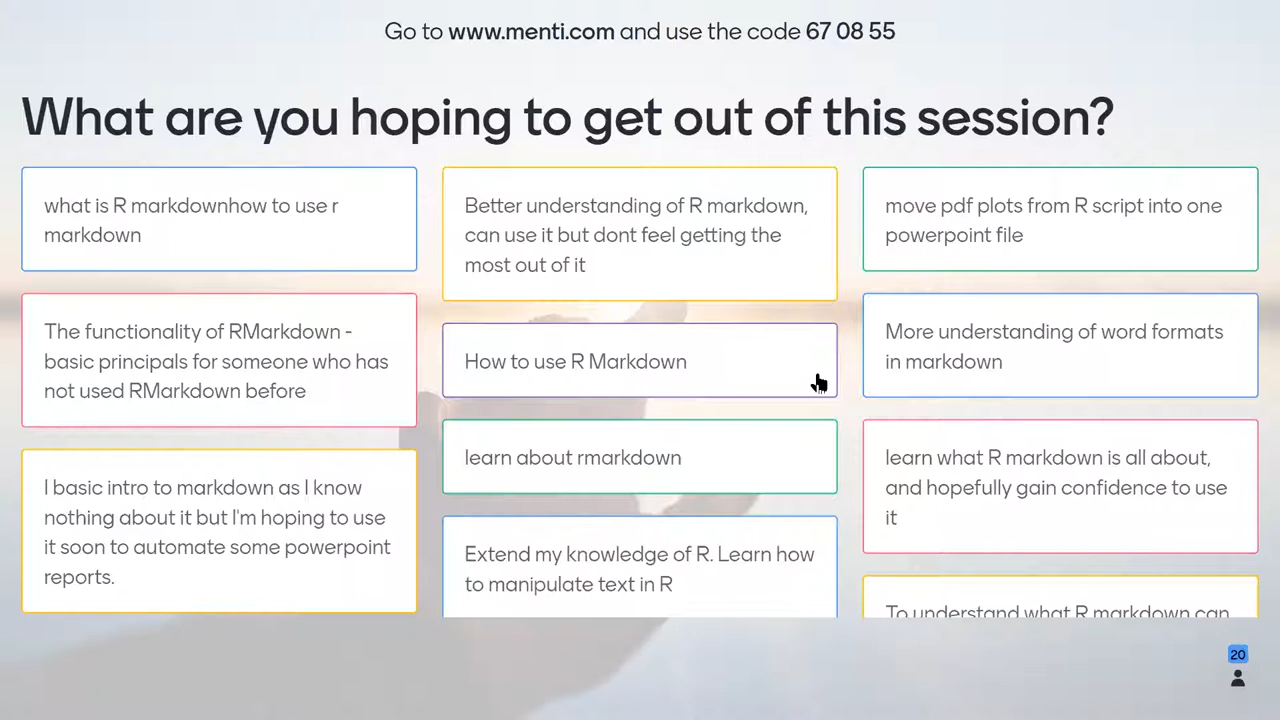 Go to www.menti.com and use the code 67 08 55
What are you hoping to get out of this session?
what is R markdownhow to use r
markdown
The functionality of RMarkdown -
basic principals for someone who has
not used RMarkdown before
I basic intro to markdown as I know
nothing about it but I'm hoping to use
it soon to automate some powerpoint
reports.
Better understanding of R markdown,
can use it but dont feel getting the
most out of it
How to use R Markdown
learn about rmarkdown
Extend my knowledge of R. Learn how
to manipulate text in R
move pdf plots from R script into one
powerpoint file
More understanding of word formats
in markdown
learn what R markdown is all about,
and hopefully gain confidence to use
it
To understand what R markdown can
20